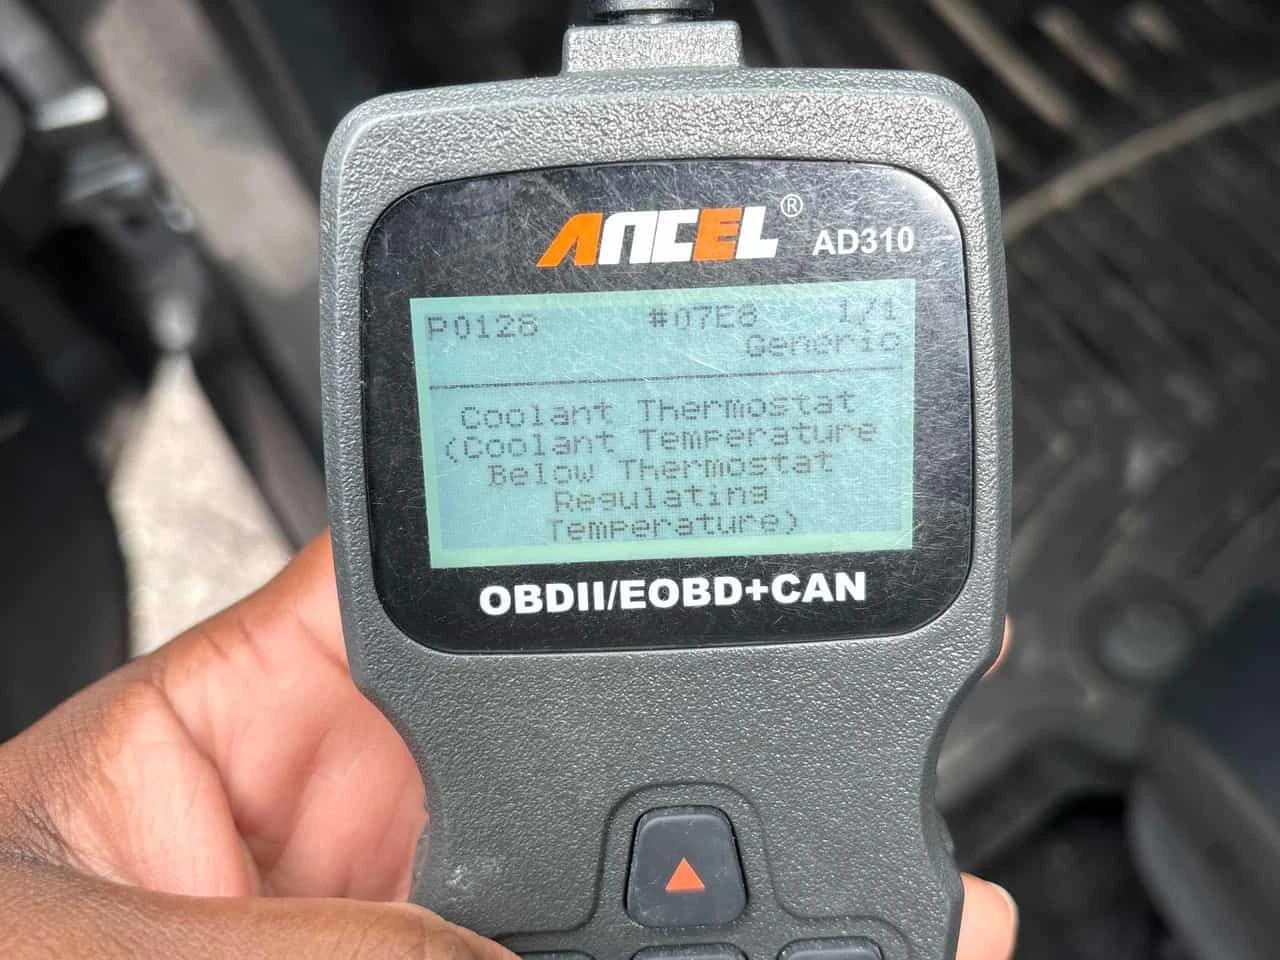 ANCEL® AD310
P0128 #07E8 1/1
Generic
Coolant Thermostat
(Coolant Temperature
Below Thermostat
Regulating
Temperature)
OBDII/EOBD+CAN